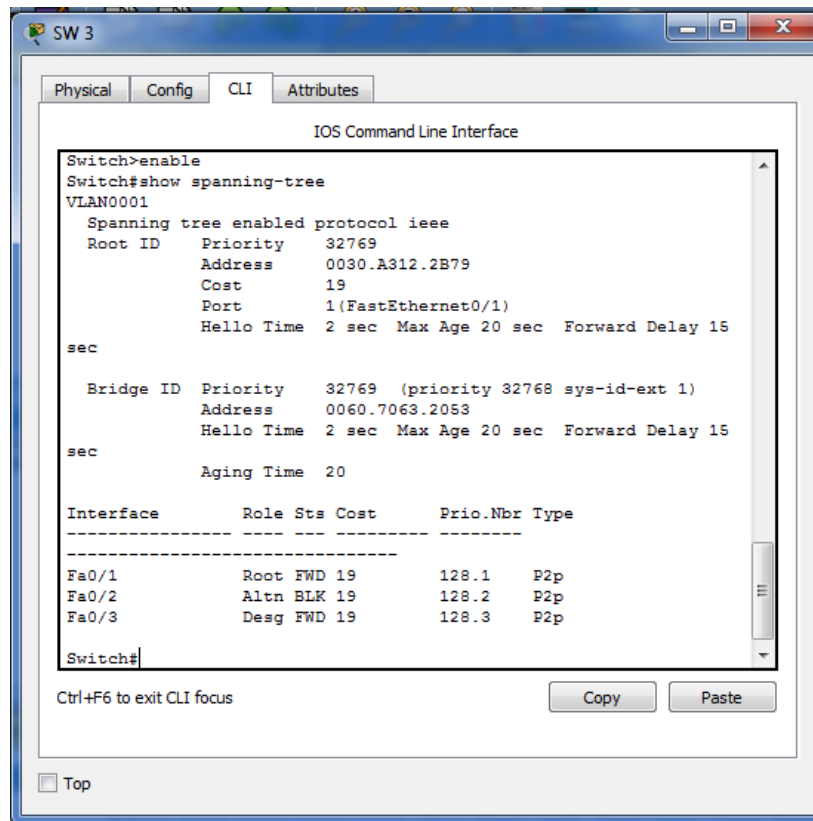 SW 3
Physical Config CLI Attributes
IOS Command Line Interface
Switch>enable
Switch#show spanning-tree
VLAN0001
Spanning tree enabled protocol ieee
Root ID Priority 32769
Address 0030.A312.2B79
Cost 19
Port 1(FastEthernet0/1)
Hello Time 2 sec Max Age 20 sec Forward Delay 15
sec
Bridge ID Priority 32769 (priority 32768 sys-id-ext 1)
Address 0060.7063.2053
Hello Time 2 sec Max Age 20 sec Forward Delay 15
sec
Aging Time 20
Interface Role Sts Cost Prio.Nbr Type
---------------- ---- --- --------- --------
--------------------------------
Fa0/1 Root FWD 19 128.1 P2p
Fa0/2 Altn BLK 19 128.2 P2p
Fa0/3 Desg FWD 19 128.3 P2p
Switch#
Ctrl+F6 to exit CLI focus Copy Paste
Top